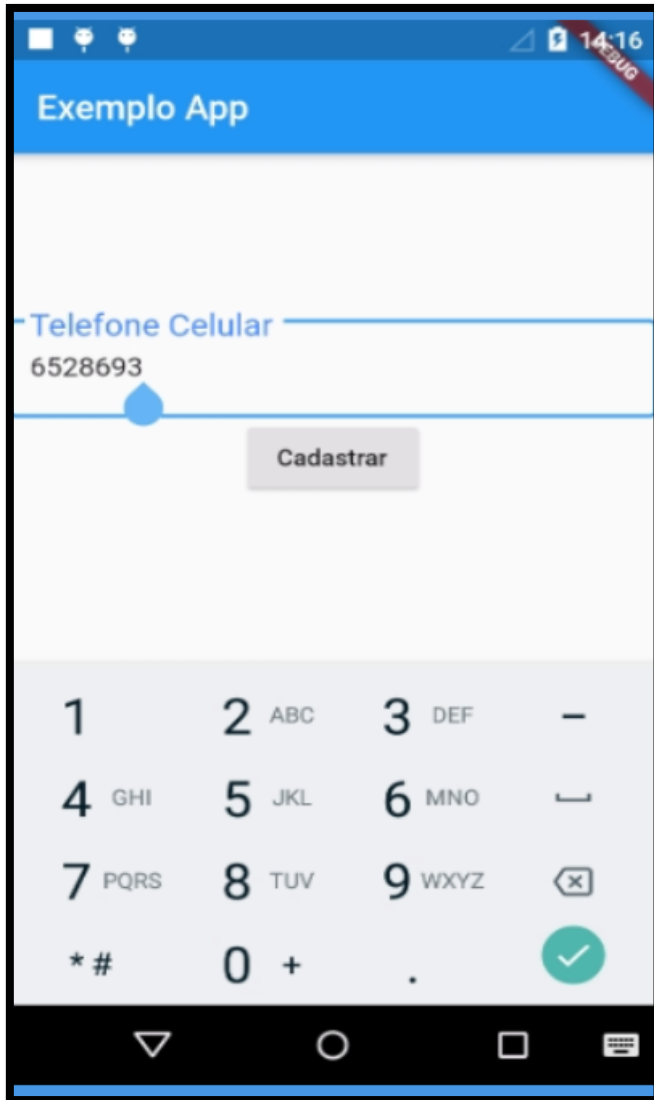 14:16
DEBUG
Exemplo App
Telefone Celular
6528693
Cadastrar
1 2 ABC 3 DEF –
4 GHI 5 JKL 6 MNO
7 PQRS 8 TUV 9 WXYZ
* # 0 + .